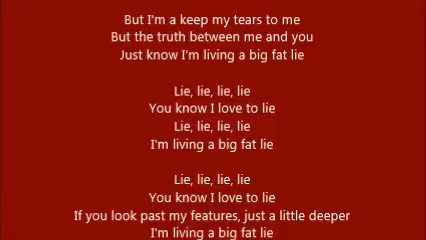 But I'm a keep my tears to me
But the truth between me and you
Just know I'm living a big fat lie
Lie, lie, lie, lie
You know I love to lie
Lie, lie, lie, lie
I'm living a big fat lie
Lie, lie, lie, lie
You know I love to lie
If you look past my features, just a little deeper
I'm living a big fat lie